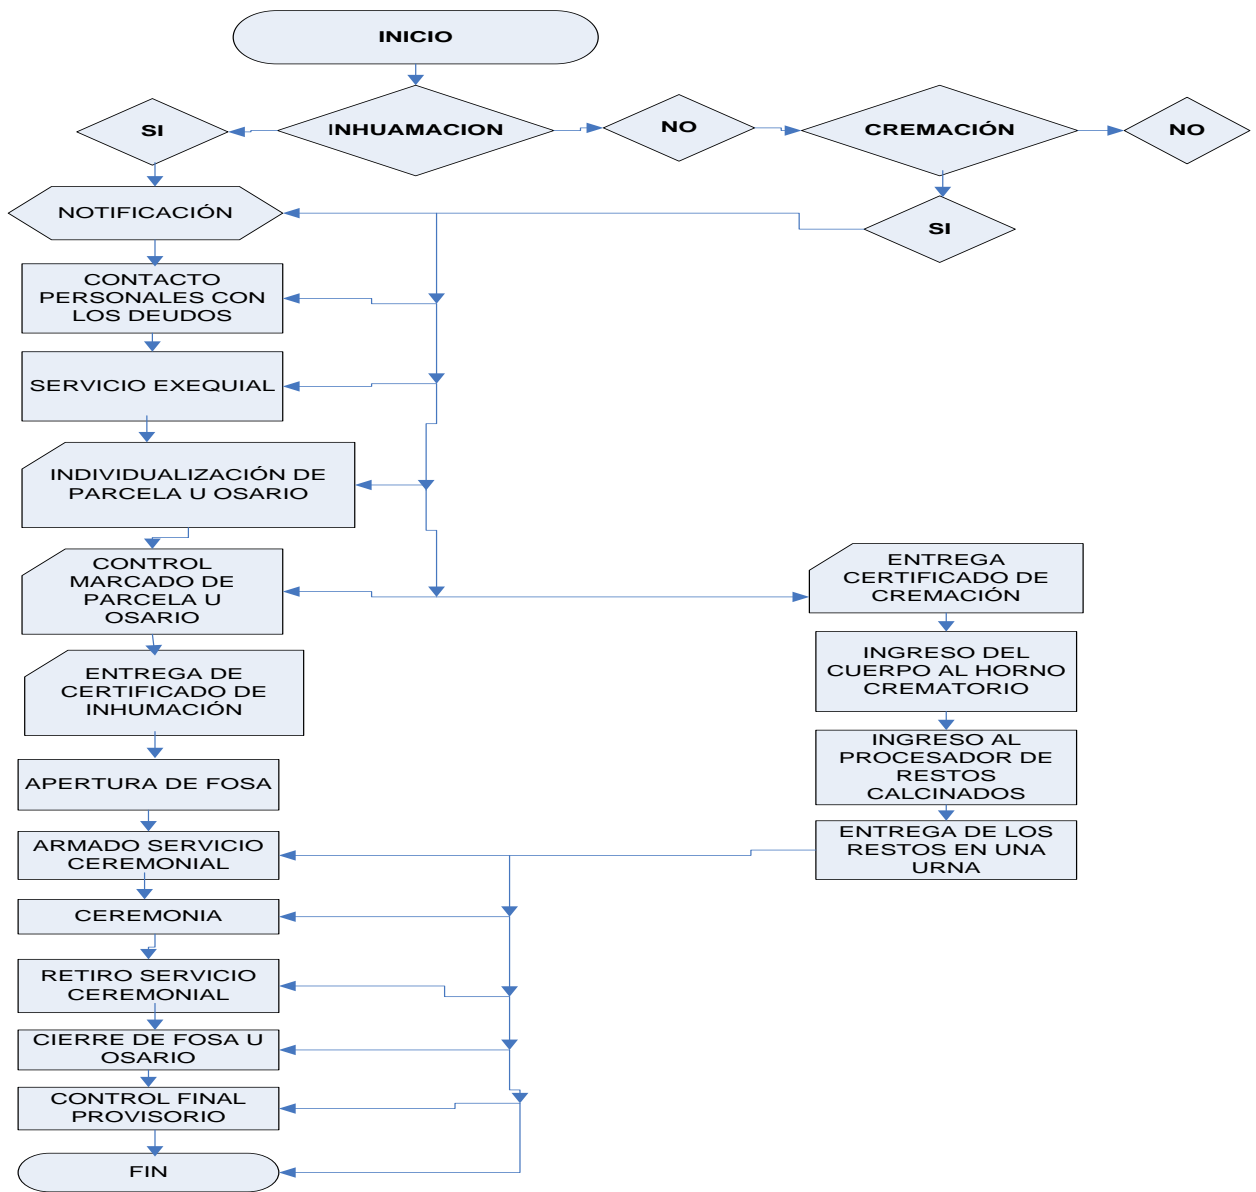 INICIO
SI
INHUAMACION
NO
CREMACIÓN
NO
SI
NOTIFICACIÓN
CONTACTO
PERSONALES CON
LOS DEUDOS
SERVICIO EXEQUIAL
INDIVIDUALIZACIÓN DE
PARCELA U OSARIO
CONTROL
MARCADO DE
PARCELA U
OSARIO
ENTREGA DE
CERTIFICADO DE
INHUMACIÓN
APERTURA DE FOSA
ARMADO SERVICIO
CEREMONIAL
CEREMONIA
RETIRO SERVICIO
CEREMONIAL
CIERRE DE FOSA U
OSARIO
CONTROL FINAL
PROVISORIO
FIN
ENTREGA
CERTIFICADO DE
CREMACIÓN
INGRESO DEL
CUERPO AL HORNO
CREMATORIO
INGRESO AL
PROCESADOR DE
RESTOS
CALCINADOS
ENTREGA DE LOS
RESTOS EN UNA
URNA